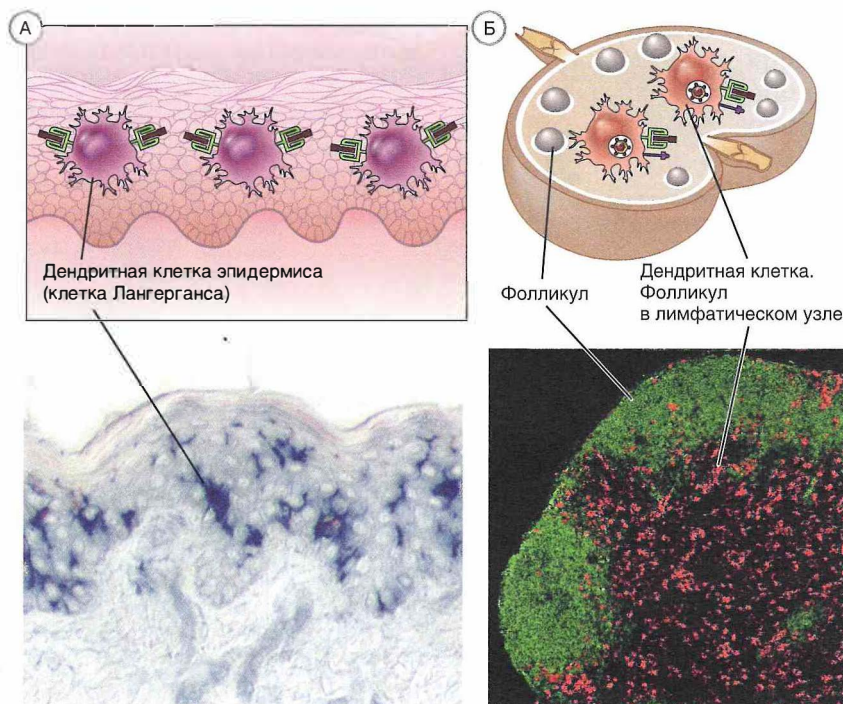 А
Б
Дендритная клетка эпидермиса
(клетка Лангерганса)
Фолликул
Дендритная клетка.
Фолликул
в лимфатическом узле